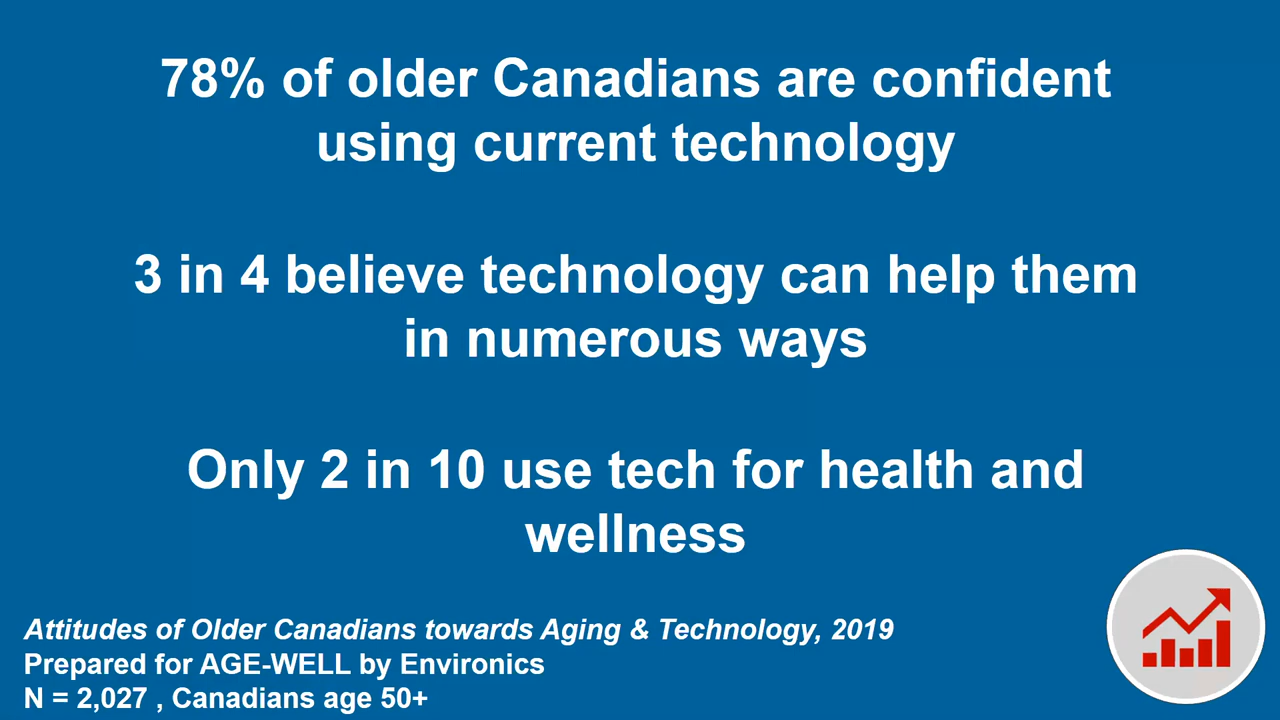 78% of older Canadians are confident
using current technology
3 in 4 believe technology can help them
in numerous ways
Only 2 in 10 use tech for health and
wellness
Attitudes of Older Canadians towards Aging & Technology, 2019
Prepared for AGE-WELL by Environics
N = 2,027 , Canadians age 50+